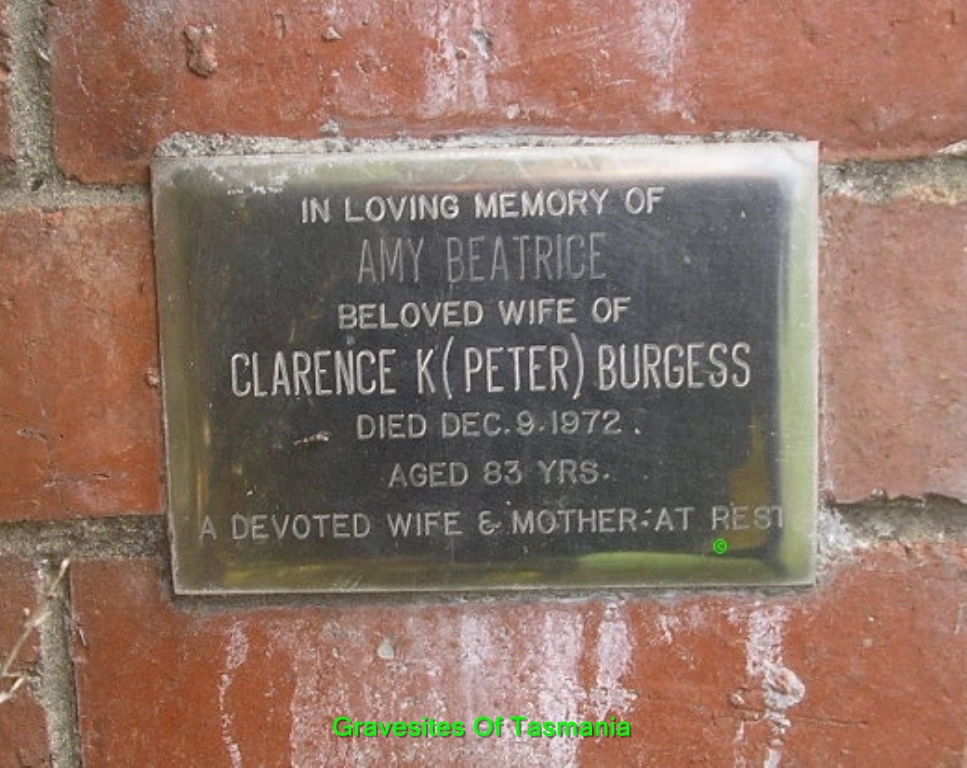 IN LOVING MEMORY OF
AMY BEATRICE
BELOVED WIFE OF
CLARENCE K (PETER) BURGESS
DIED DEC. 9. 1972.
AGED 83 YRS.
A DEVOTED WIFE & MOTHER: AT REST
©
Gravesites Of Tasmania